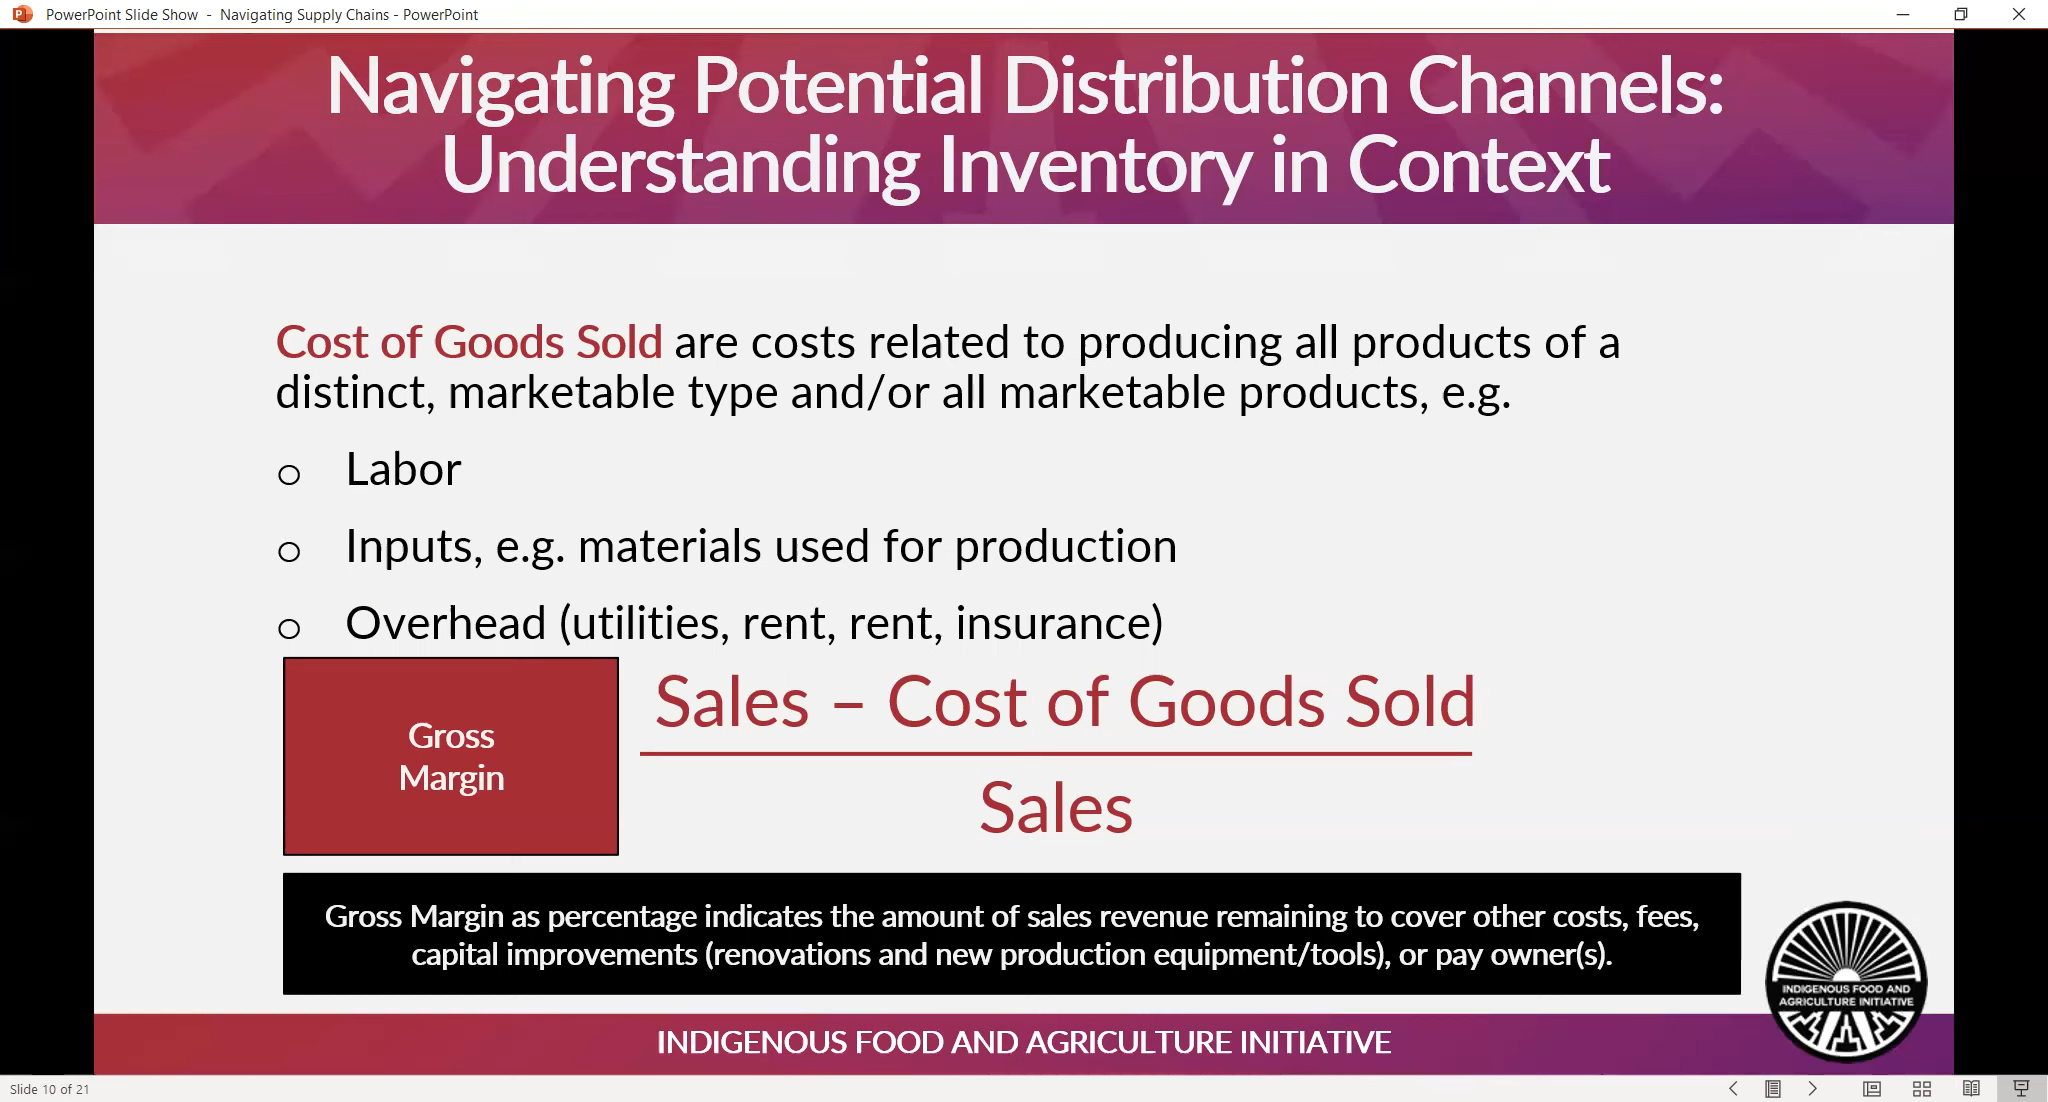 PowerPoint Slide Show - Navigating Supply Chains - PowerPoint
Navigating Potential Distribution Channels:
Understanding Inventory in Context
Cost of Goods Sold are costs related to producing all products of a
distinct, marketable type and/or all marketable products, e.g.
o Labor
o Inputs, e.g. materials used for production
o Overhead (utilities, rent, rent, insurance)
Gross
Margin
Sales – Cost of Goods Sold
Sales
Gross Margin as percentage indicates the amount of sales revenue remaining to cover other costs, fees,
capital improvements (renovations and new production equipment/tools), or pay owner(s).
INDIGENOUS FOOD AND
AGRICULTURE INITIATIVE
INDIGENOUS FOOD AND AGRICULTURE INITIATIVE
Slide 10 of 21